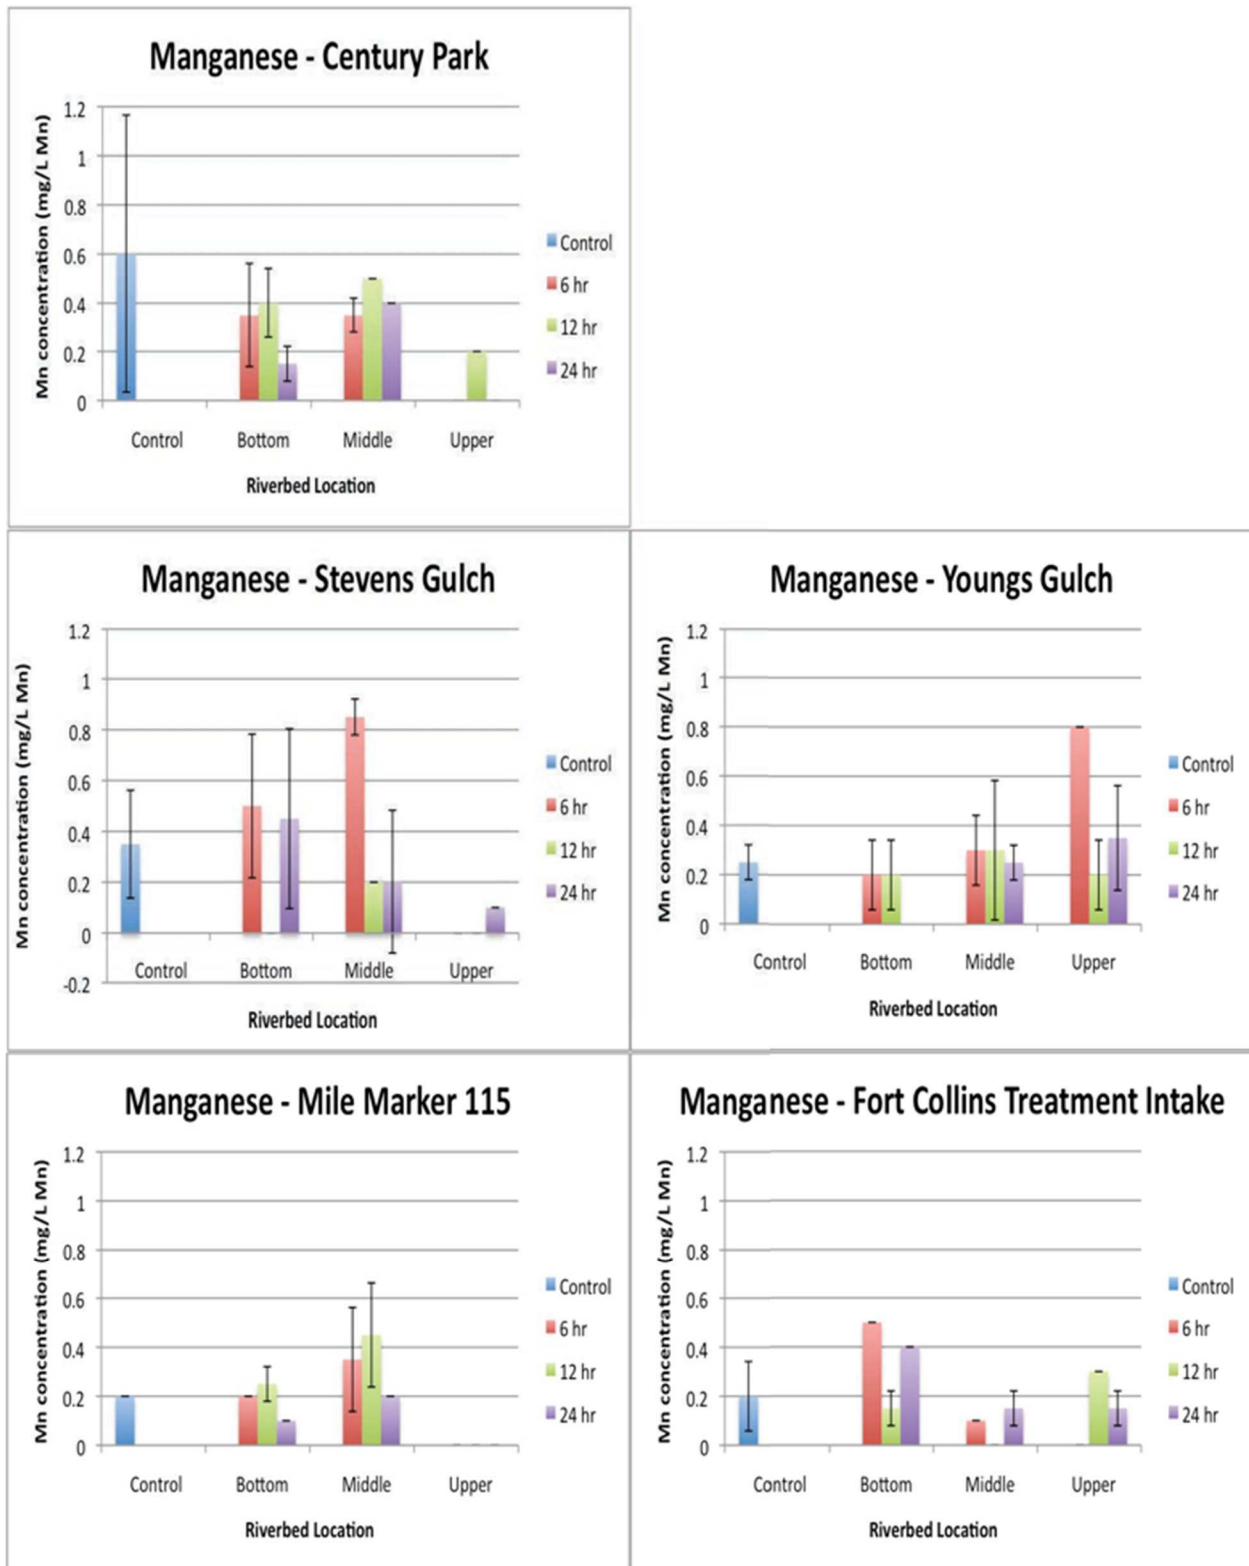 Manganese - Century Park
Mn concentration (mg/L Mn)
1.2
1
0.8
0.6
0.4
0.2
0
Control
Bottom
Middle
Upper
Riverbed Location
Control
6 hr
12 hr
24 hr
Manganese - Stevens Gulch
Mn concentration (mg/L Mn)
1.2
1
0.8
0.6
0.4
0.2
0
-0.2
Control
Bottom
Middle
Upper
Riverbed Location
Control
6 hr
12 hr
24 hr
Manganese - Youngs Gulch
Mn concentration (mg/L Mn)
1.2
1
0.8
0.6
0.4
0.2
0
Control
Bottom
Middle
Upper
Riverbed Location
Control
6 hr
12 hr
24 hr
Manganese - Mile Marker 115
Mn concentration (mg/L Mn)
1.2
1
0.8
0.6
0.4
0.2
0
Control
Bottom
Middle
Upper
Riverbed Location
Control
6 hr
12 hr
24 hr
Manganese - Fort Collins Treatment Intake
Mn concentration (mg/L Mn)
1.2
1
0.8
0.6
0.4
0.2
0
Control
Bottom
Middle
Upper
Riverbed Location
Control
6 hr
12 hr
24 hr